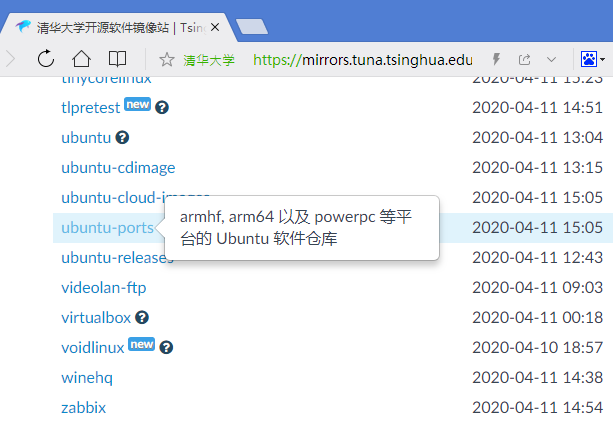 清华大学开源软件镜像站 | Tsin
清华大学 https://mirrors.tuna.tsinghua.edu
tinycorelinux 2020-04-11 15:23
tlpretest new ? 2020-04-11 14:51
ubuntu ? 2020-04-11 13:04
ubuntu-cdimage 2020-04-11 13:15
ubuntu-cloud-images 2020-04-11 15:05
ubuntu-ports 2020-04-11 15:05
armhf, arm64 以及 powerpc 等平
台的 Ubuntu 软件仓库
ubuntu-releases 2020-04-11 12:43
videolan-ftp 2020-04-11 09:03
virtualbox ? 2020-04-11 00:18
voidlinux new ? 2020-04-10 18:57
winehq 2020-04-11 14:38
zabbix 2020-04-11 14:54